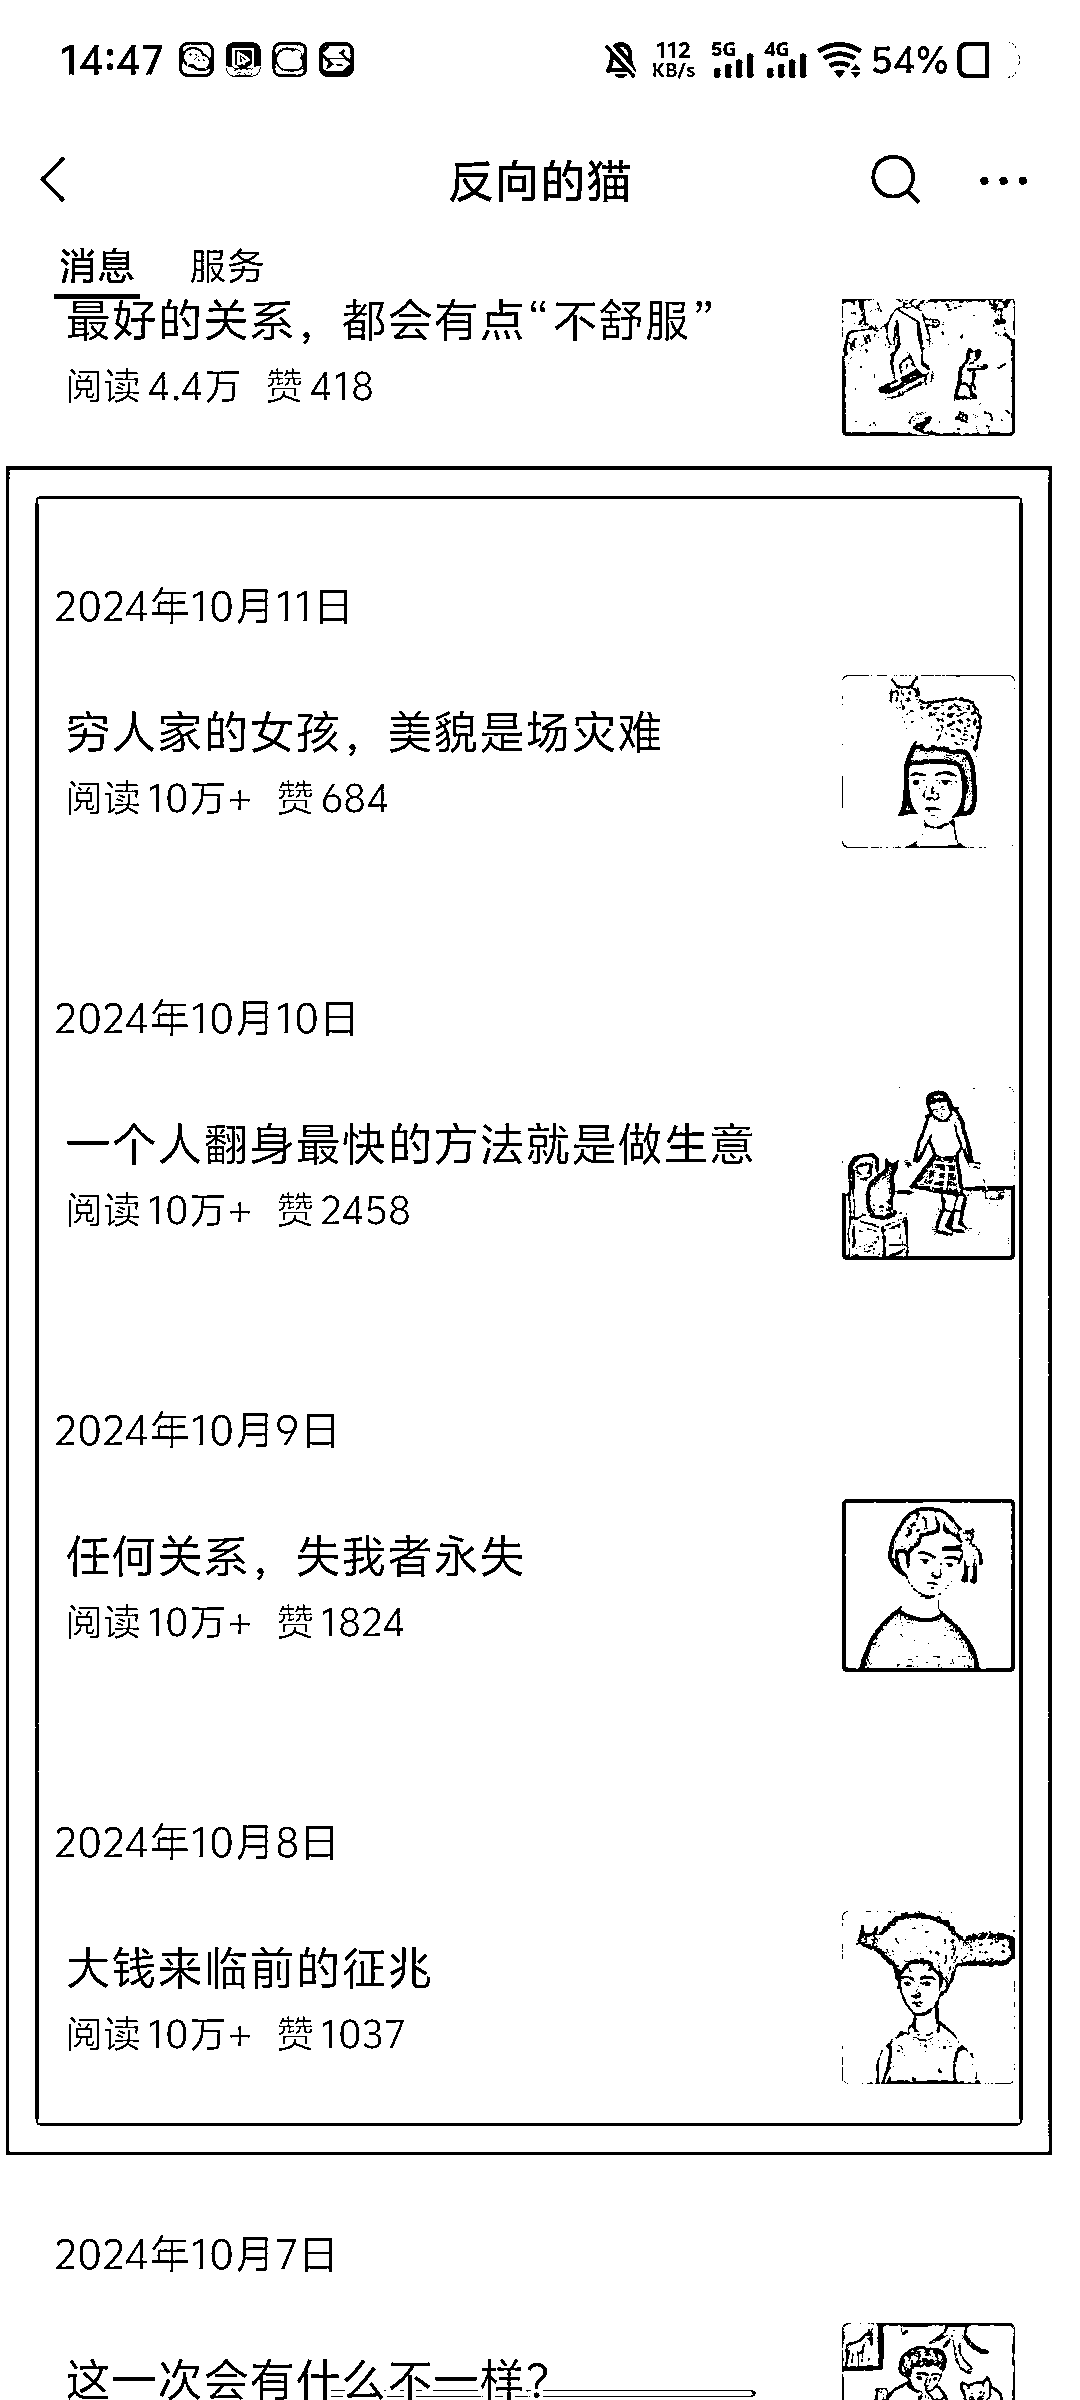 14:47 112 KB/s 5G 4G 54%
反向的猫
消息 服务
最好的关系，都会有点“不舒服”
阅读 4.4万 赞 418
2024年10月11日
穷人家的女孩，美貌是场灾难
阅读 10万+ 赞 684
2024年10月10日
一个人翻身最快的方法就是做生意
阅读 10万+ 赞 2458
2024年10月9日
任何关系，失我者永失
阅读 10万+ 赞 1824
2024年10月8日
大钱来临前的征兆
阅读 10万+ 赞 1037
2024年10月7日
这一次会有什么不一样？